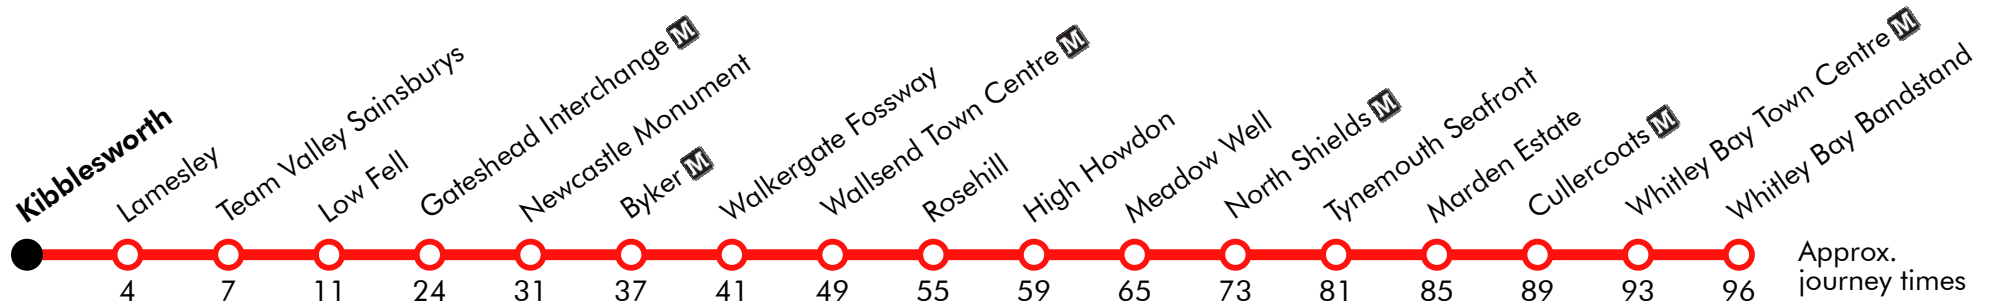 Kibblesworth
Lamesley
Team Valley Sainsburys
Low Fell
Gateshead Interchange M
Newcastle Monument
Byker M
Walkergate Fossway
Wallsend Town Centre M
Rosehill
High Howdon
Meadow Well
North Shields M
Tynemouth Seafront
Marden Estate
Cullercoats M
Whitley Bay Town Centre M
Whitley Bay Bandstand
4 7 11 24 31 37 41 49 55 59 65 73 81 85 89 93 96
Approx.
journey times